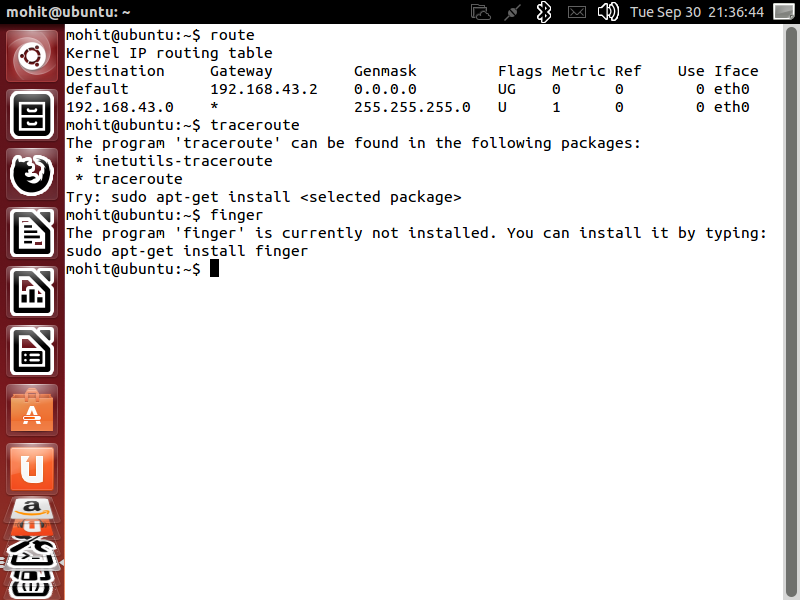 mohit@ubuntu: ~ Tue Sep 30 21:36:44
mohit@ubuntu:~$ route
Kernel IP routing table
Destination     Gateway         Genmask         Flags Metric Ref    Use Iface
default         192.168.43.2    0.0.0.0         UG    0      0        0 eth0
192.168.43.0    *               255.255.255.0   U     1      0        0 eth0
mohit@ubuntu:~$ traceroute
The program 'traceroute' can be found in the following packages:
 * inetutils-traceroute
 * traceroute
Try: sudo apt-get install <selected package>
mohit@ubuntu:~$ finger
The program 'finger' is currently not installed. You can install it by typing:
sudo apt-get install finger
mohit@ubuntu:~$